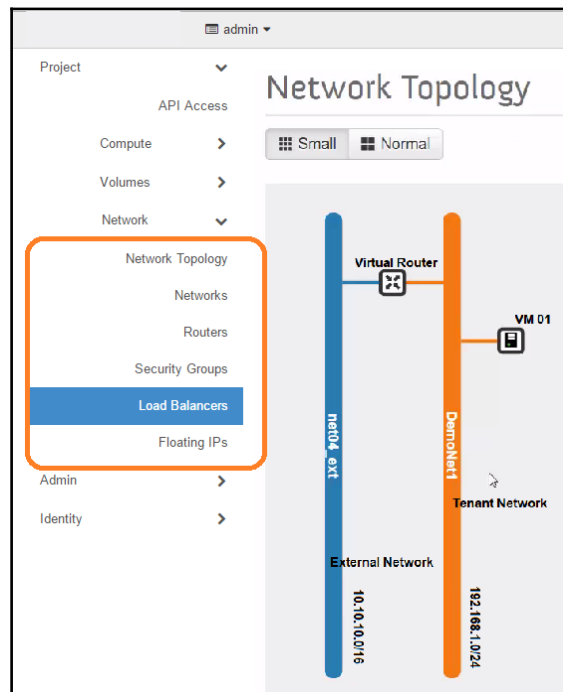 admin
Project
API Access
Compute
Volumes
Network
Network Topology
Networks
Routers
Security Groups
Load Balancers
Floating IPs
Admin
Identity
Network Topology
Small Normal
Virtual Router
VM 01
net04_ext
DemoNet1
Tenant Network
External Network
10.10.10.0/16
192.168.1.0/24